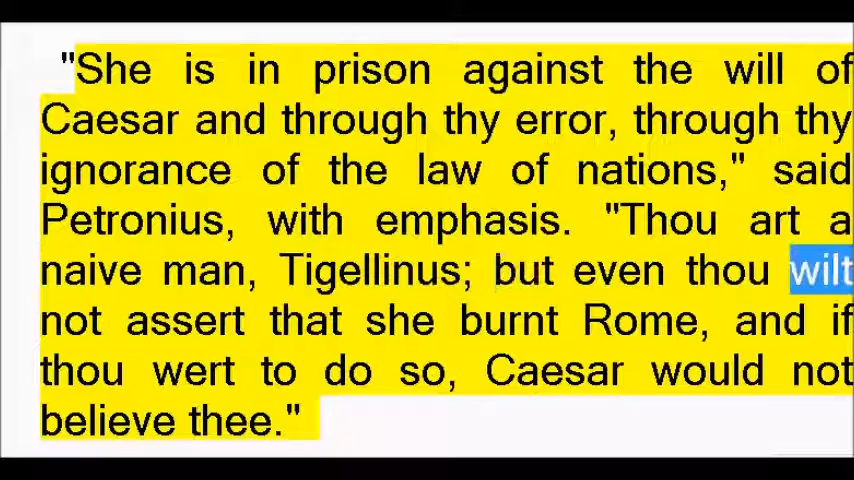 "She is in prison against the will of
Caesar and through thy error, through thy
ignorance of the law of nations," said
Petronius, with emphasis. "Thou art a
naive man, Tigellinus; but even thou wilt
not assert that she burnt Rome, and if
thou wert to do so, Caesar would not
believe thee."